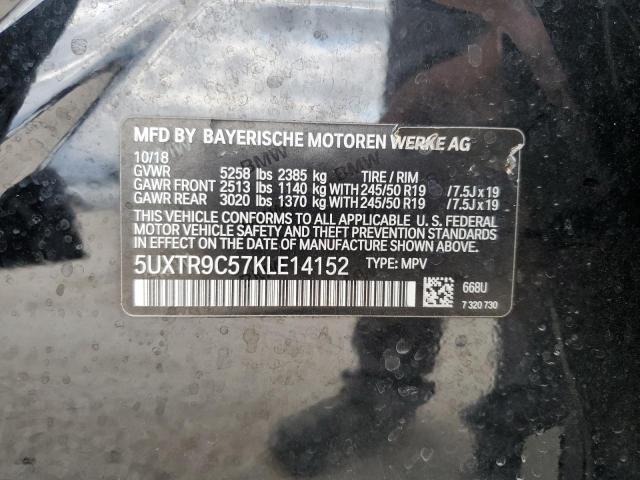 MFD BY BAYERISCHE MOTOREN WERKE AG
10/18
GVWR 5258 lbs 2385 kg TIRE / RIM
GAWR FRONT 2513 lbs 1140 kg WITH 245/50 R19 /7.5J x 19
GAWR REAR 3020 lbs 1370 kg WITH 245/50 R19 /7.5J x 19
THIS VEHICLE CONFORMS TO ALL APPLICABLE U. S. FEDERAL
MOTOR VEHICLE SAFETY, BUMPER, AND THEFT PREVENTION
STANDARDS IN EFFECT ON THE DATE OF MANUFACTURE SHOWN ABOVE.
5UXTR9C57KLE14152 TYPE: MPV
668U
7 320 730